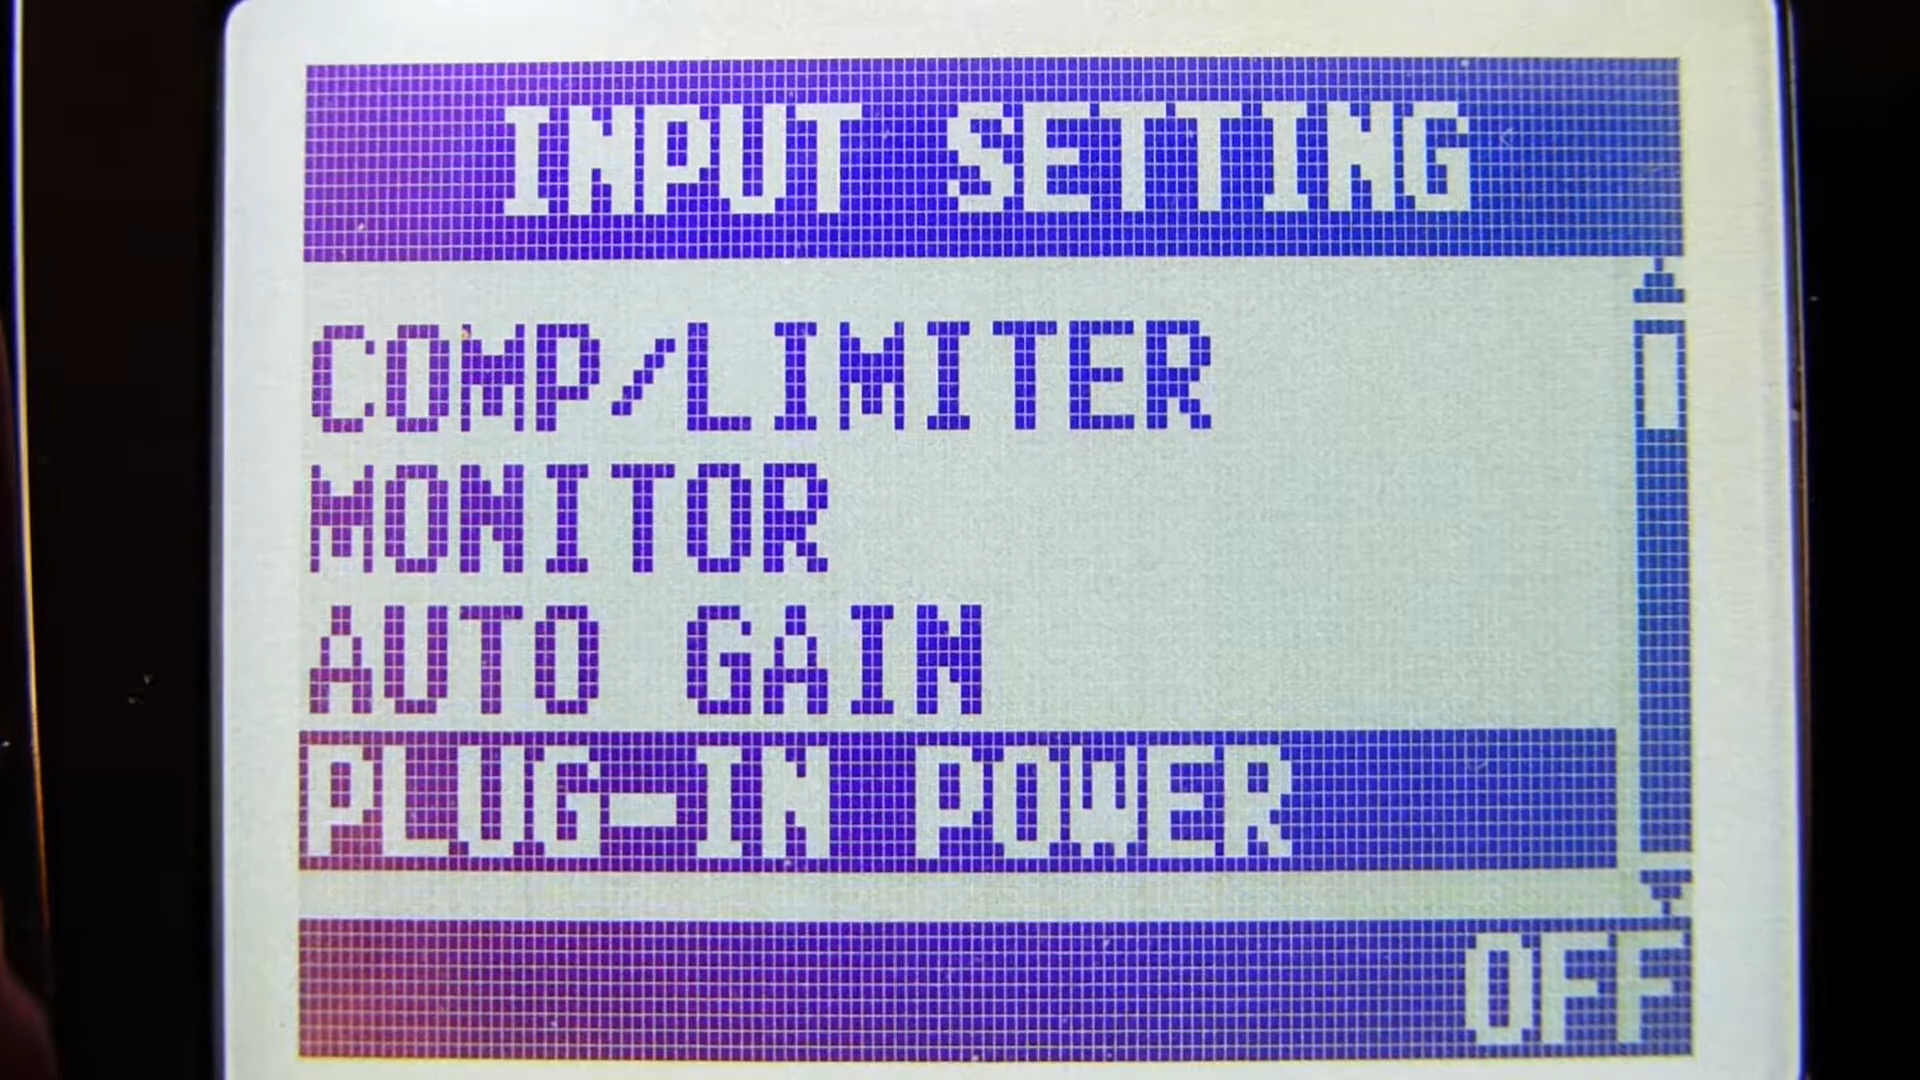 INPUT SETTING
COMP/LIMITER
MONITOR
AUTO GAIN
PLUG-IN POWER
OFF